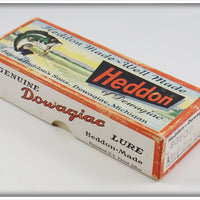 Heddon Made - Well Made
Heddon
of Dowagiac
James Heddon's Sons, Dowagiac, Michigan
GENUINE
Dowagiac
LURE
Heddon-Made